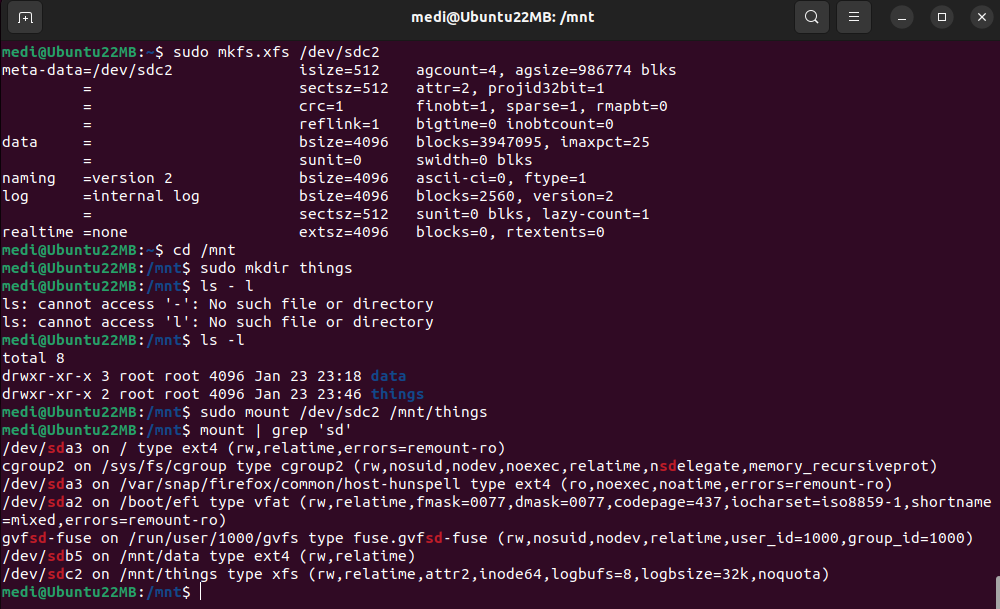 medi@Ubuntu22MB: /mnt
medi@Ubuntu22MB:~$ sudo mkfs.xfs /dev/sdc2
meta-data=/dev/sdc2              isize=512    agcount=4, agsize=986774 blks
         =                       sectsz=512   attr=2, projid32bit=1
         =                       crc=1        finobt=1, sparse=1, rmapbt=0
         =                       reflink=1    bigtime=0 inobtcount=0
data     =                       bsize=4096   blocks=3947095, imaxpct=25
         =                       sunit=0      swidth=0 blks
naming   =version 2              bsize=4096   ascii-ci=0, ftype=1
log      =internal log           bsize=4096   blocks=2560, version=2
         =                       sectsz=512   sunit=0 blks, lazy-count=1
realtime =none                   extsz=4096   blocks=0, rtextents=0
medi@Ubuntu22MB:~$ cd /mnt
medi@Ubuntu22MB:/mnt$ sudo mkdir things
medi@Ubuntu22MB:/mnt$ ls - l
ls: cannot access '-': No such file or directory
ls: cannot access 'l': No such file or directory
medi@Ubuntu22MB:/mnt$ ls -l
total 8
drwxr-xr-x 3 root root 4096 Jan 23 23:18 data
drwxr-xr-x 2 root root 4096 Jan 23 23:46 things
medi@Ubuntu22MB:/mnt$ sudo mount /dev/sdc2 /mnt/things
medi@Ubuntu22MB:/mnt$ mount | grep 'sd'
/dev/sda3 on / type ext4 (rw,relatime,errors=remount-ro)
cgroup2 on /sys/fs/cgroup type cgroup2 (rw,nosuid,nodev,noexec,relatime,nsdelegate,memory_recursiveprot)
/dev/sda3 on /var/snap/firefox/common/host-hunspell type ext4 (ro,noexec,noatime,errors=remount-ro)
/dev/sda2 on /boot/efi type vfat (rw,relatime,fmask=0077,dmask=0077,codepage=437,iocharset=iso8859-1,shortname
=mixed,errors=remount-ro)
gvfsd-fuse on /run/user/1000/gvfs type fuse.gvfsd-fuse (rw,nosuid,nodev,relatime,user_id=1000,group_id=1000)
/dev/sdb5 on /mnt/data type ext4 (rw,relatime)
/dev/sdc2 on /mnt/things type xfs (rw,relatime,attr2,inode64,logbufs=8,logbsize=32k,noquota)
medi@Ubuntu22MB:/mnt$